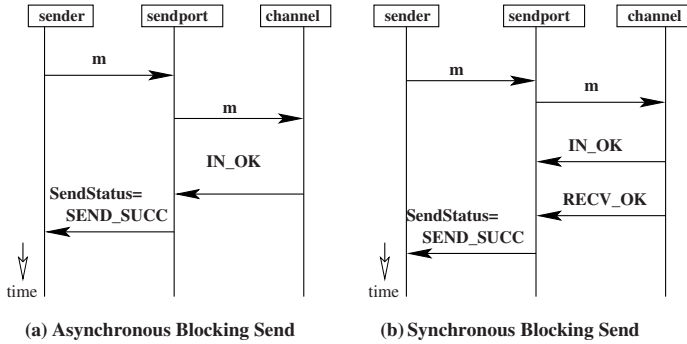 sender sendport channel
m
m
IN_OK
SendStatus=
SEND_SUCC
time
(a) Asynchronous Blocking Send
sender sendport channel
m
m
IN_OK
RECV_OK
SendStatus=
SEND_SUCC
time
(b) Synchronous Blocking Send